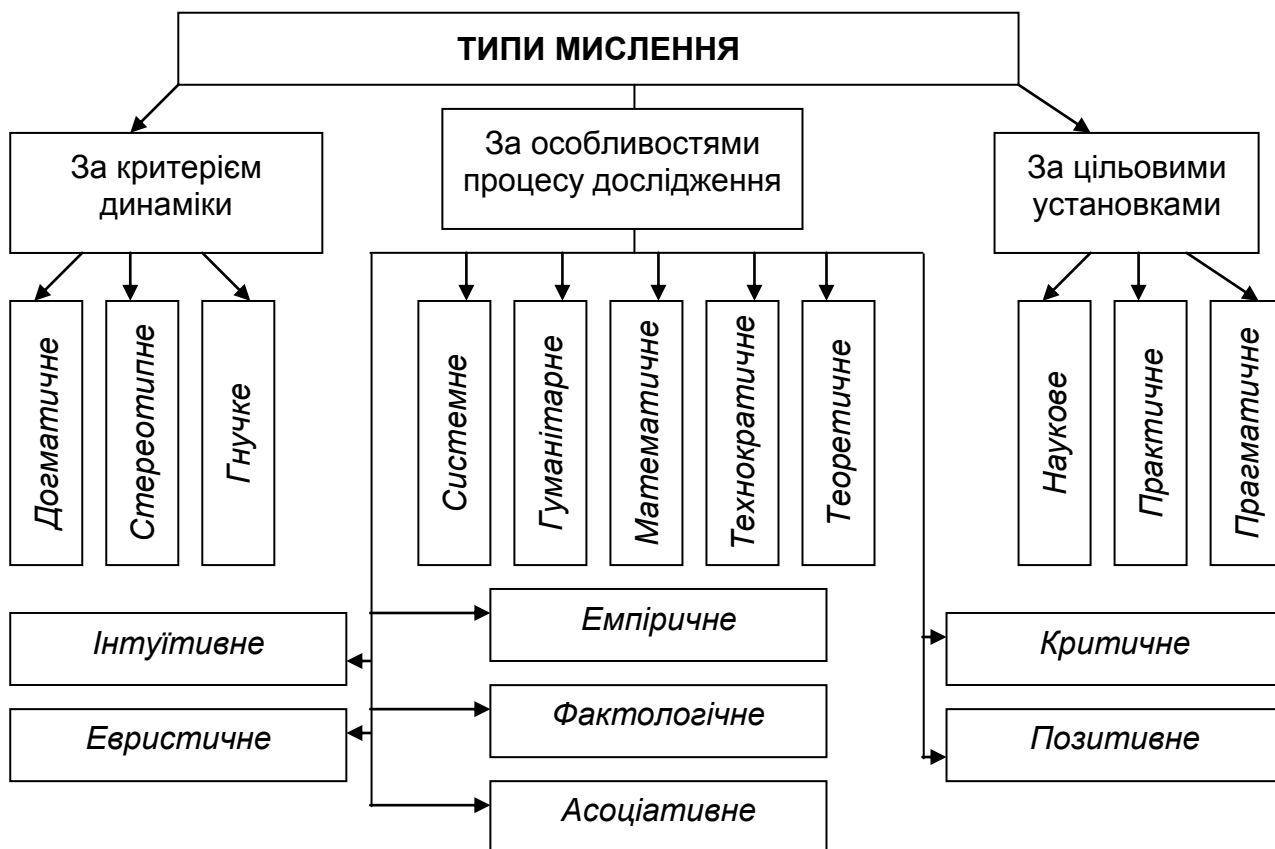 ТИПИ МИСЛЕННЯ
За критерієм
динаміки
За особливостями
процесу дослідження
За цільовими
установками
Догматичне
Стереотипне
Гнучке
Системне
Гуманітарне
Математичне
Технократичне
Теоретичне
Наукове
Практичне
Прагматичне
Інтуїтивне
Емпіричне
Критичне
Евристичне
Фактологічне
Позитивне
Асоціативне